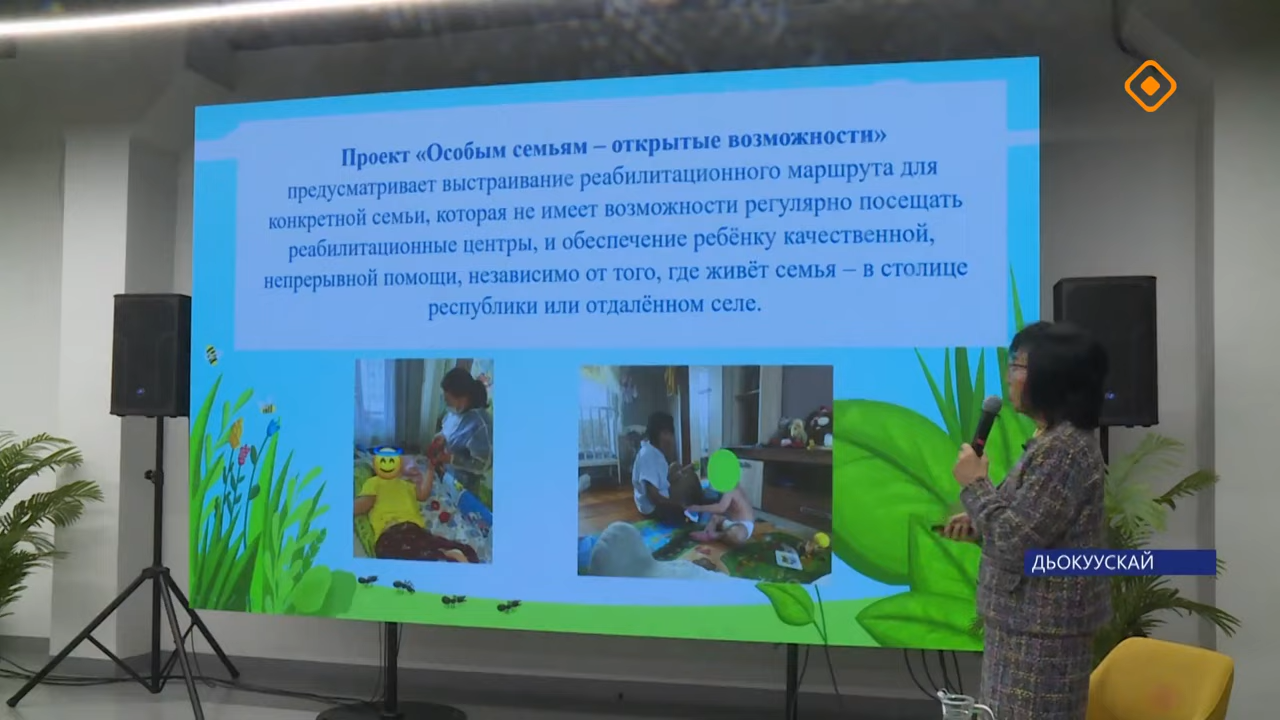 Проект «Особым семьям – открытые возможности»
предусматривает выстраивание реабилитационного маршрута для
конкретной семьи, которая не имеет возможности регулярно посещать
реабилитационные центры, и обеспечение ребёнку качественной,
непрерывной помощи, независимо от того, где живёт семья – в столице
республики или отдалённом селе.
ДЬОКУУСКАЙ